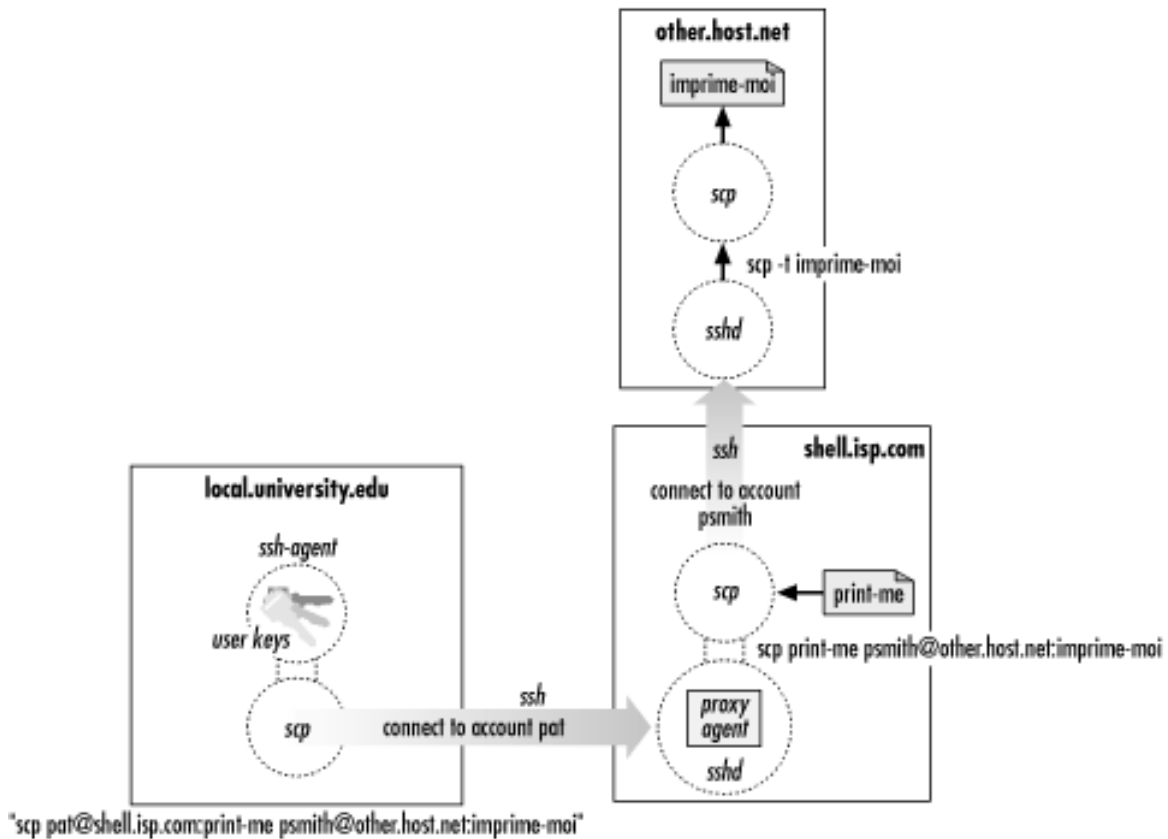 other.host.net
imprime-moi
scp
scp -t imprime-moi
sshd
ssh
shell.isp.com
connect to account
psmith
scp
print-me
scp print-me psmith@other.host.net:imprime-moi
proxy
agent
sshd
local.university.edu
ssh-agent
user keys
scp
ssh
connect to account pat
"scp pat@shell.isp.com:print-me psmith@other.host.net:imprime-moi"